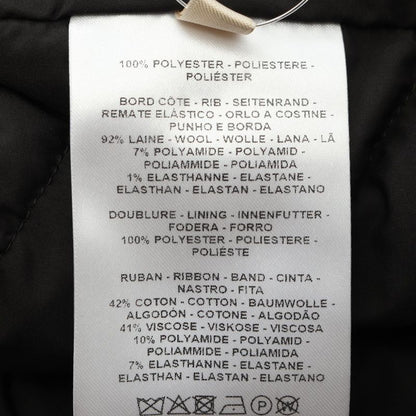 100% POLYESTER - POLIESTERE -
POLIÉSTER
BORD CÔTE - RIB - SEITENRAND -
REMATE ELÁSTICO - ORLO A COSTINE -
PUNHO E BORDA
92% LAINE - WOOL - WOLLE - LANA - LÃ
7% POLYAMIDE - POLYAMID -
POLIAMMIDE - POLIAMIDA
1% ELASTHANNE - ELASTANE -
ELASTHAN - ELASTAN - ELASTANO
DOUBLURE - LINING - INNENFUTTER -
FODERA - FORRO
100% POLYESTER - POLIESTERE -
POLIÉSTE
RUBAN - RIBBON - BAND - CINTA -
NASTRO - FITA
42% COTON - COTTON - BAUMWOLLE -
ALGODÓN - COTONE - ALGODÃO
41% VISCOSE - VISKOSE - VISCOSA
10% POLYAMIDE - POLYAMID -
POLIAMMIDE - POLIAMIDA
7% ELASTHANNE - ELASTANE -
ELASTHAN - ELASTAN - ELASTANO
P